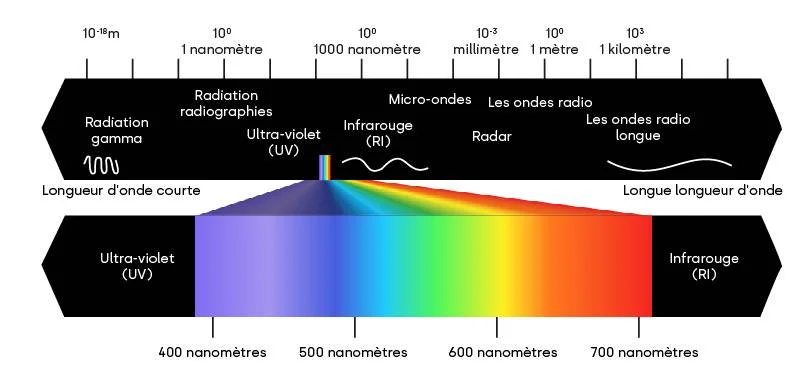 10⁻¹⁸m
10⁰
1 nanomètre
10⁰
1000 nanomètre
10⁻³
millimètre
10⁰
1 mètre
10³
1 kilomètre
Radiation
gamma
Radiation
radiographies
Ultra-violet
(UV)
Infrarouge
(RI)
Micro-ondes
Les ondes radio
Radar
Les ondes radio
longue
Longueur d'onde courte
Longue longueur d'onde
Ultra-violet
(UV)
Infrarouge
(RI)
400 nanomètres
500 nanomètres
600 nanomètres
700 nanomètres